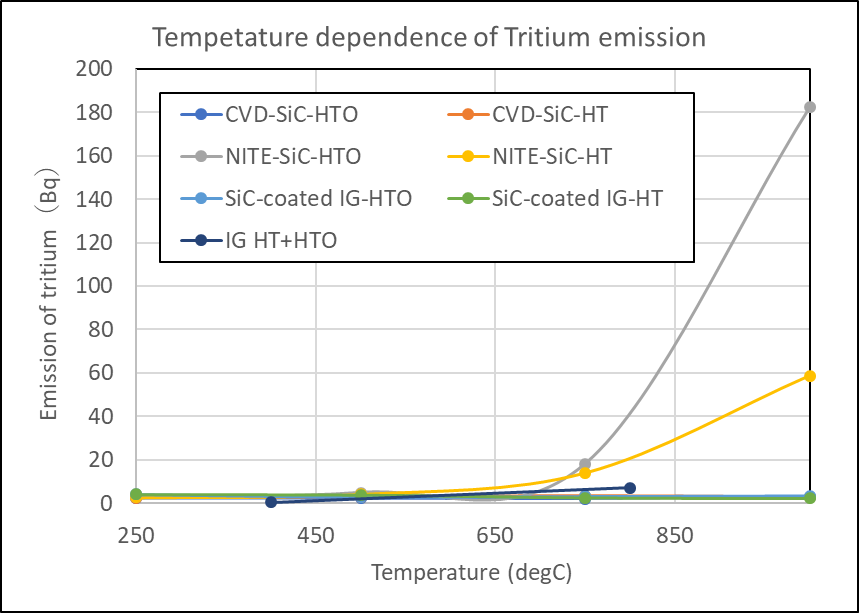 Tempetature dependence of Tritium emission
200
180
160
140
120
100
80
60
40
20
0
Emission of tritium（Bq）
CVD-SiC-HTO CVD-SiC-HT
NITE-SiC-HTO NITE-SiC-HT
SiC-coated IG-HTO SiC-coated IG-HT
IG HT+HTO
250 450 650 850
Temperature (degC)